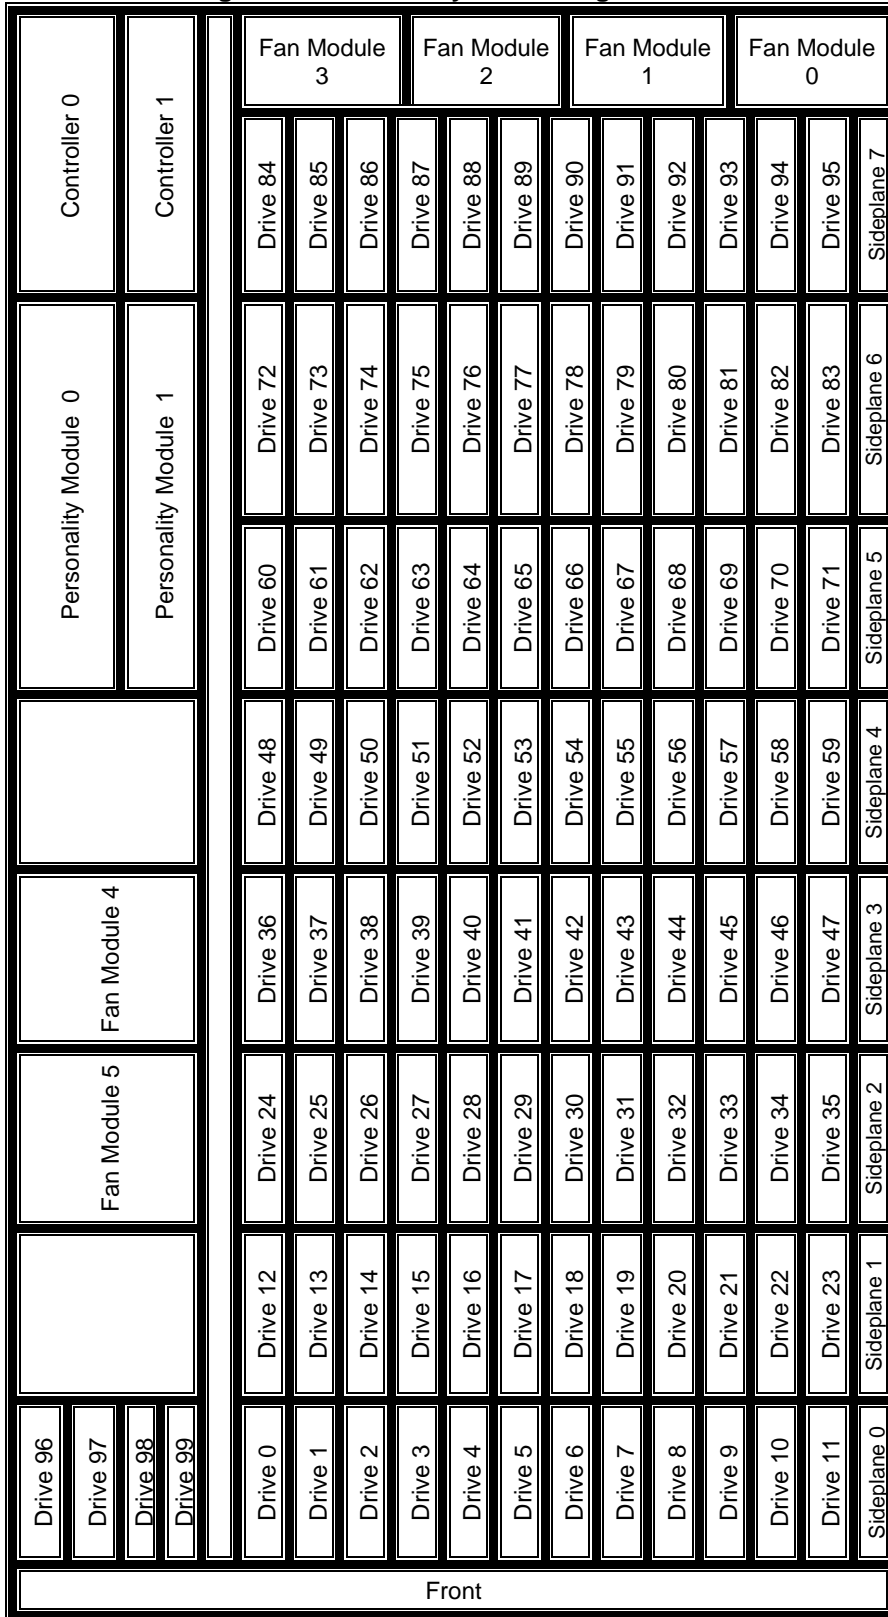 Fan Module
3
Fan Module
2
Fan Module
1
Fan Module
0
Controller 0
Controller 1
Drive 84
Drive 85
Drive 86
Drive 87
Drive 88
Drive 89
Drive 90
Drive 91
Drive 92
Drive 93
Drive 94
Drive 95
Sideplane 7
Personality Module 0
Personality Module 1
Drive 72
Drive 73
Drive 74
Drive 75
Drive 76
Drive 77
Drive 78
Drive 79
Drive 80
Drive 81
Drive 82
Drive 83
Sideplane 6
Drive 60
Drive 61
Drive 62
Drive 63
Drive 64
Drive 65
Drive 66
Drive 67
Drive 68
Drive 69
Drive 70
Drive 71
Sideplane 5
Drive 48
Drive 49
Drive 50
Drive 51
Drive 52
Drive 53
Drive 54
Drive 55
Drive 56
Drive 57
Drive 58
Drive 59
Sideplane 4
Fan Module 4
Drive 36
Drive 37
Drive 38
Drive 39
Drive 40
Drive 41
Drive 42
Drive 43
Drive 44
Drive 45
Drive 46
Drive 47
Sideplane 3
Fan Module 5
Drive 24
Drive 25
Drive 26
Drive 27
Drive 28
Drive 29
Drive 30
Drive 31
Drive 32
Drive 33
Drive 34
Drive 35
Sideplane 2
Drive 12
Drive 13
Drive 14
Drive 15
Drive 16
Drive 17
Drive 18
Drive 19
Drive 20
Drive 21
Drive 22
Drive 23
Sideplane 1
Drive 96
Drive 97
Drive 98
Drive 99
Drive 0
Drive 1
Drive 2
Drive 3
Drive 4
Drive 5
Drive 6
Drive 7
Drive 8
Drive 9
Drive 10
Drive 11
Sideplane 0
Front